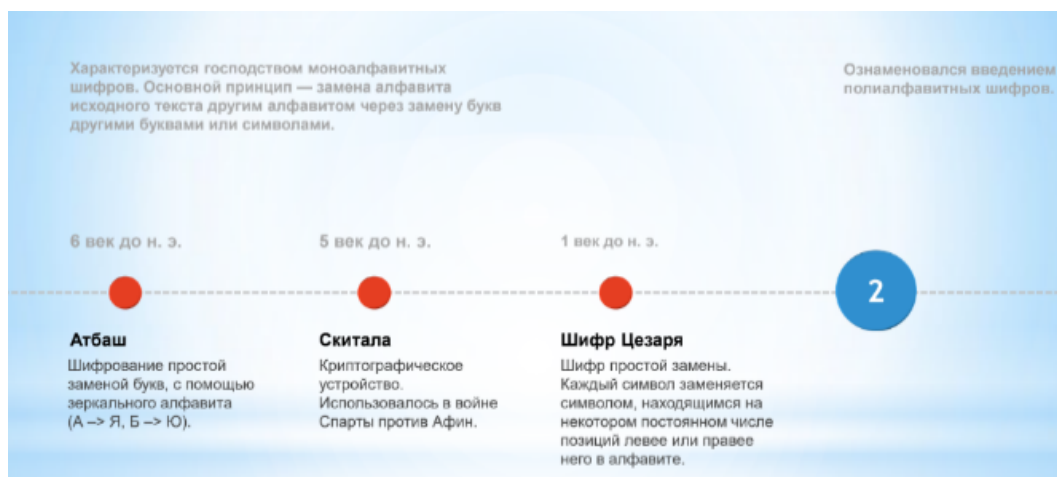 Характеризуется господством моноалфавитных
шифров. Основной принцип — замена алфавита
исходного текста другим алфавитом через замену букв
другими буквами или символами.
Ознаменовался введением
полиалфавитных шифров.
6 век до н. э.
5 век до н. э.
1 век до н. э.
2
Атбаш
Шифрование простой
заменой букв, с помощью
зеркального алфавита
(А –> Я, Б –> Ю).
Скитала
Криптографическое
устройство.
Использовалось в войне
Спарты против Афин.
Шифр Цезаря
Шифр простой замены.
Каждый символ заменяется
символом, находящимся на
некотором постоянном числе
позиций левее или правее
него в алфавите.